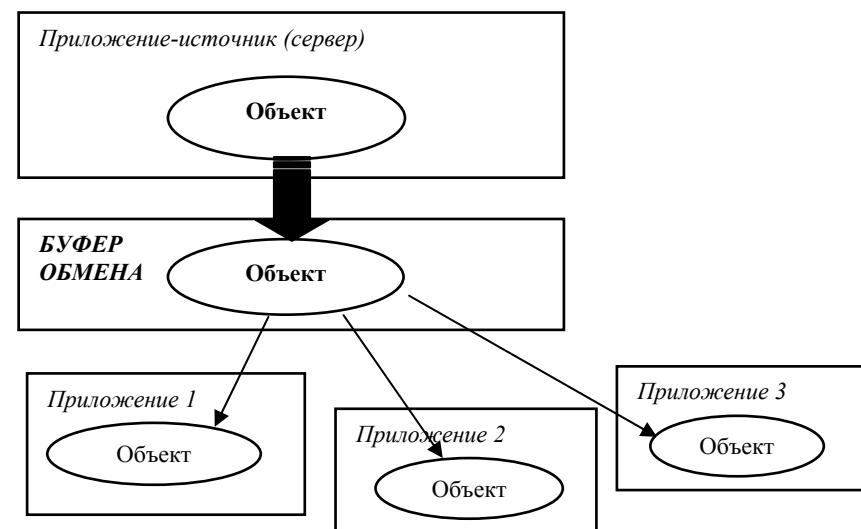 Приложение-источник (сервер)
Объект
БУФЕР
ОБМЕНА
Объект
Приложение 1
Объект
Приложение 2
Объект
Приложение 3
Объект